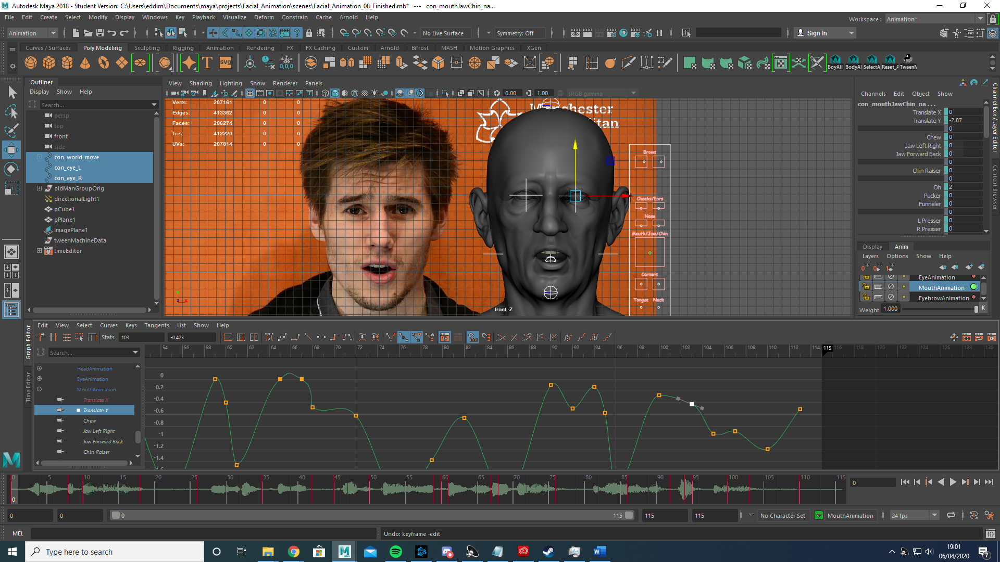 Autodesk Maya 2018 - Student Version: C:\Users\eddim\Documents\maya\projects\Facial_Animation\scenes\Facial_Animation_08_Finished.mb* --- con_mouthJawChin_na...
File Edit Create Select Modify Display Windows Key Playback Visualize Deform Constrain Cache Arnold Help
Workspace : Animation*
Animation No Live Surface Symmetry: Off Sign In
Curves / Surfaces Poly Modeling Sculpting Rigging Animation Rendering FX FX Caching Custom Arnold Bifrost MASH Motion Graphics XGen
T SVG 0,0,0
BoyAll BodyAl SelectA Reset_A TweenM
Outliner
Display Show Help
Search...
persp
top
front
side
con_world_move
con_eye_L
con_eye_R
oldManGroupOrig
directionalLight1
pCube1
pPlane1
imagePlane1
tweenMachineData
timeEditor
View Shading Lighting Show Renderer Panels
0.00 1.00 sRGB gamma
Verts: 207161 0 0
Edges: 413362 0 0
Faces: 206274 0 0
Tris: 412220 0 0
UVs: 207814 0 0
Brows
Cheeks/Ears
Nose
Mouth/Jaw/Chin
Corners
Tongue Neck
front -Z
Channels Edit Object Show
con_mouthJawChin_na ...
Translate X 0
Translate Y -2.87
0
Chew 0
Jaw Left Right 0
Jaw Forward Back 0
0
Chin Raiser 0
0
Oh 2
Pucker 0
Funneler 0
0
L Presser 0
R Presser 0
Channel Box / Layer Editor
Content Browser
Display Anim
Layers Options Show Help
EyeAnimation
MouthAnimation
EyebrowAnimation
Weight 1.000 K
Graph Editor
Time Editor
Edit View Select Curves Keys Tangents List Show Help
Stats 103 -0.423
Search...
HeadAnimation
EyeAnimation
MouthAnimation
Translate X
Translate Y
Chew
Jaw Left Right
Jaw Forward Back
Chin Raiser
54 56 58 60 62 64 66 68 70 72 74 76 78 80 82 84 86 88 90 92 94 96 98 100 102 104 106 108 110 112 114 115 116 118 120 122 124 126 128 130
0
-0.2
-0.4
-0.6
-0.8
-1
-1.2
-1.4
0 5 10 15 20 25 30 35 40 45 50 55 60 65 70 75 80 85 90 95 100 105 110 115
0
0
0 0 0 115 115 115 No Character Set MouthAnimation 24 fps
MEL Undo: keyframe -edit
Type here to search
19:01
06/04/2020
7